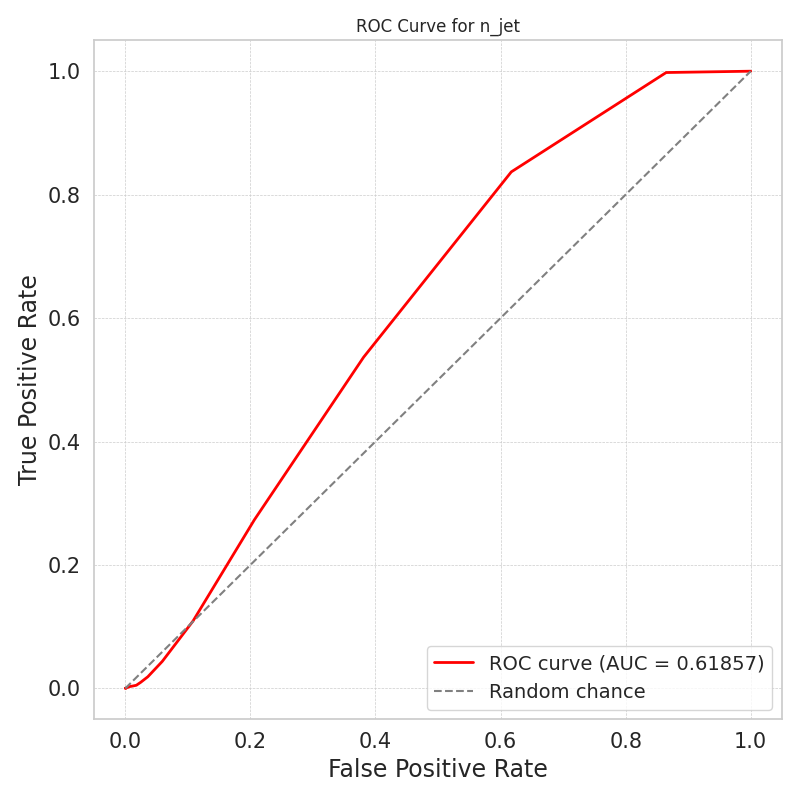 ROC Curve for n_jet
True Positive Rate
1.0
0.8
0.6
0.4
0.2
0.0
ROC curve (AUC = 0.61857)
Random chance
0.0 0.2 0.4 0.6 0.8 1.0
False Positive Rate